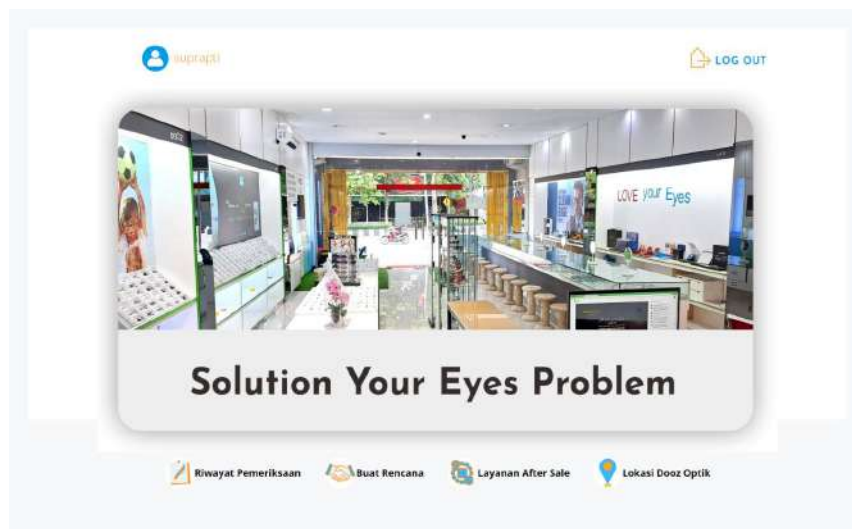 suprapti
LOG OUT
LOVE your Eyes
Solution Your Eyes Problem
Riwayat Pemeriksaan
Buat Rencana
Layanan After Sale
Lokasi Dooz Optik